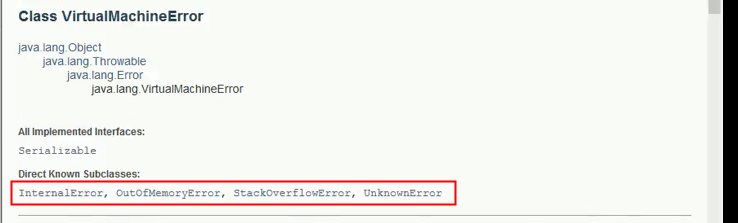 Class VirtualMachineError
java.lang.Object
java.lang.Throwable
java.lang.Error
java.lang.VirtualMachineError
All Implemented Interfaces:
Serializable
Direct Known Subclasses:
InternalError, OutOfMemoryError, StackOverflowError, UnknownError